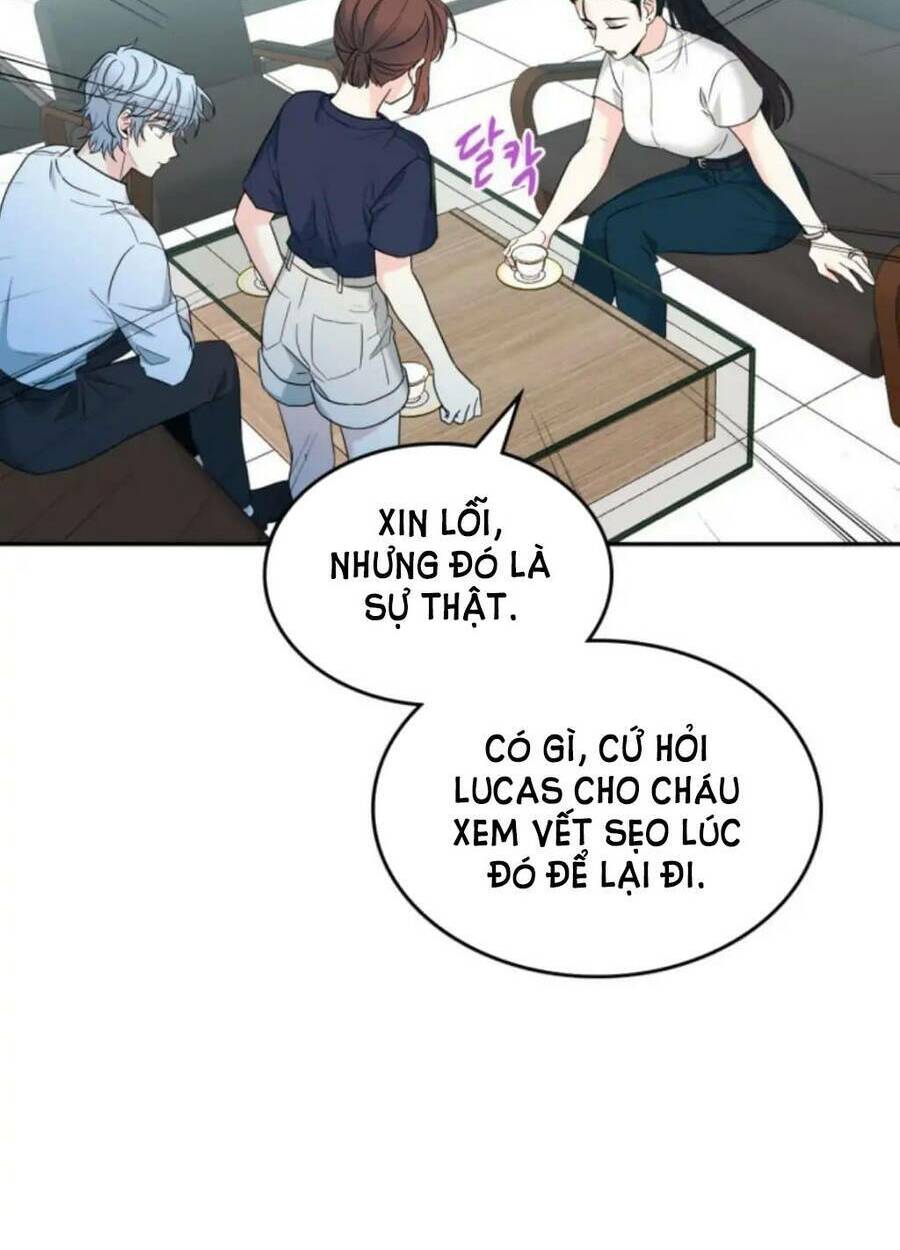 달칵
XIN LỖI,
NHƯNG ĐÓ LÀ
SỰ THẬT.
CÓ GÌ, CỨ HỎI
LUCAS CHO CHÁU
XEM VẾT SẸO LÚC
ĐÓ ĐỂ LẠI ĐI.